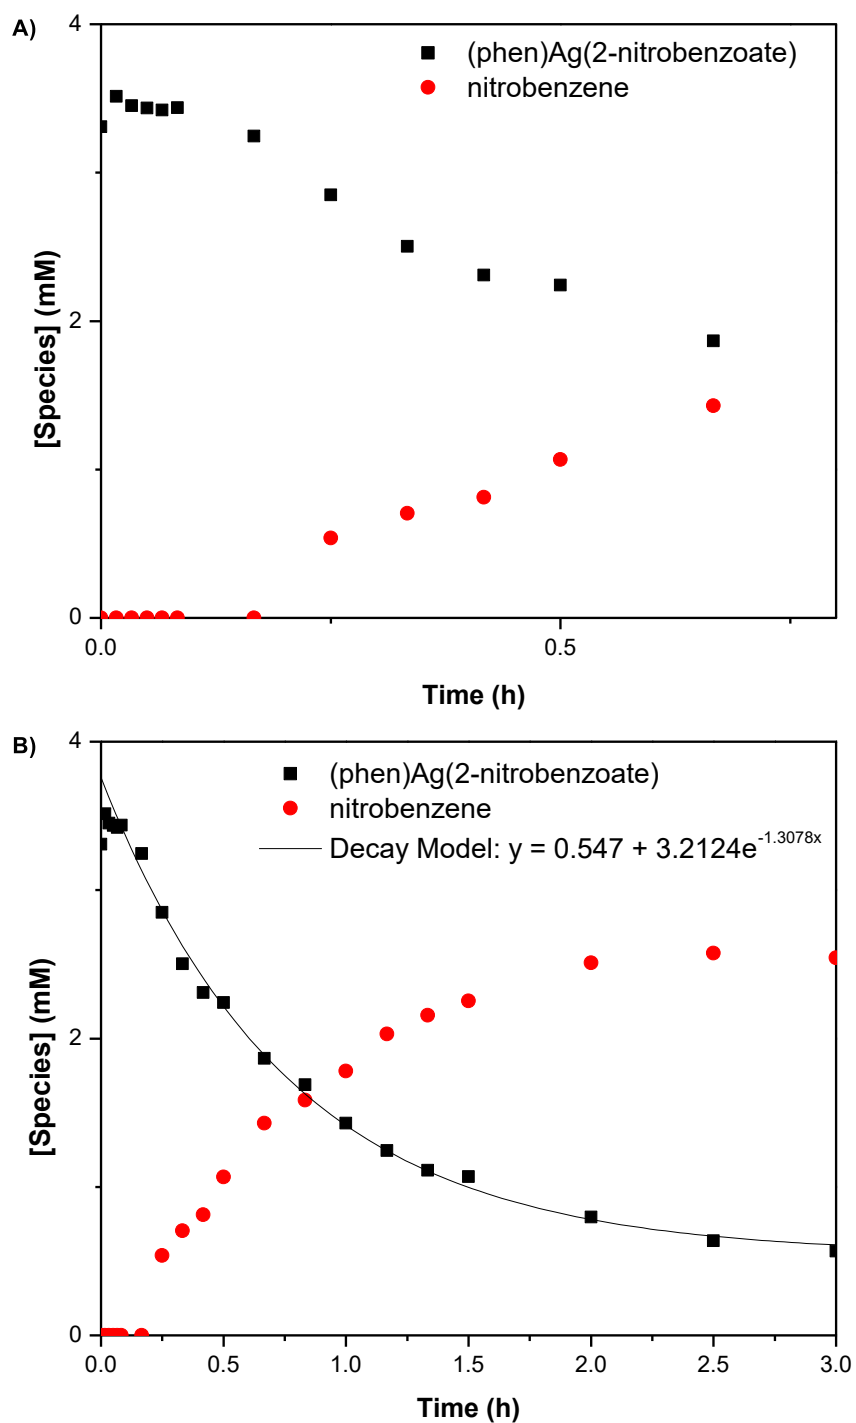 A)
4
(phen)Ag(2-nitrobenzoate)
nitrobenzene
[Species] (mM)
2
0
0.0
0.5
Time (h)
B)
4
(phen)Ag(2-nitrobenzoate)
nitrobenzene
Decay Model: y = 0.547 + 3.2124e^-1.3078x
[Species] (mM)
2
0
0.0 0.5 1.0 1.5 2.0 2.5 3.0
Time (h)